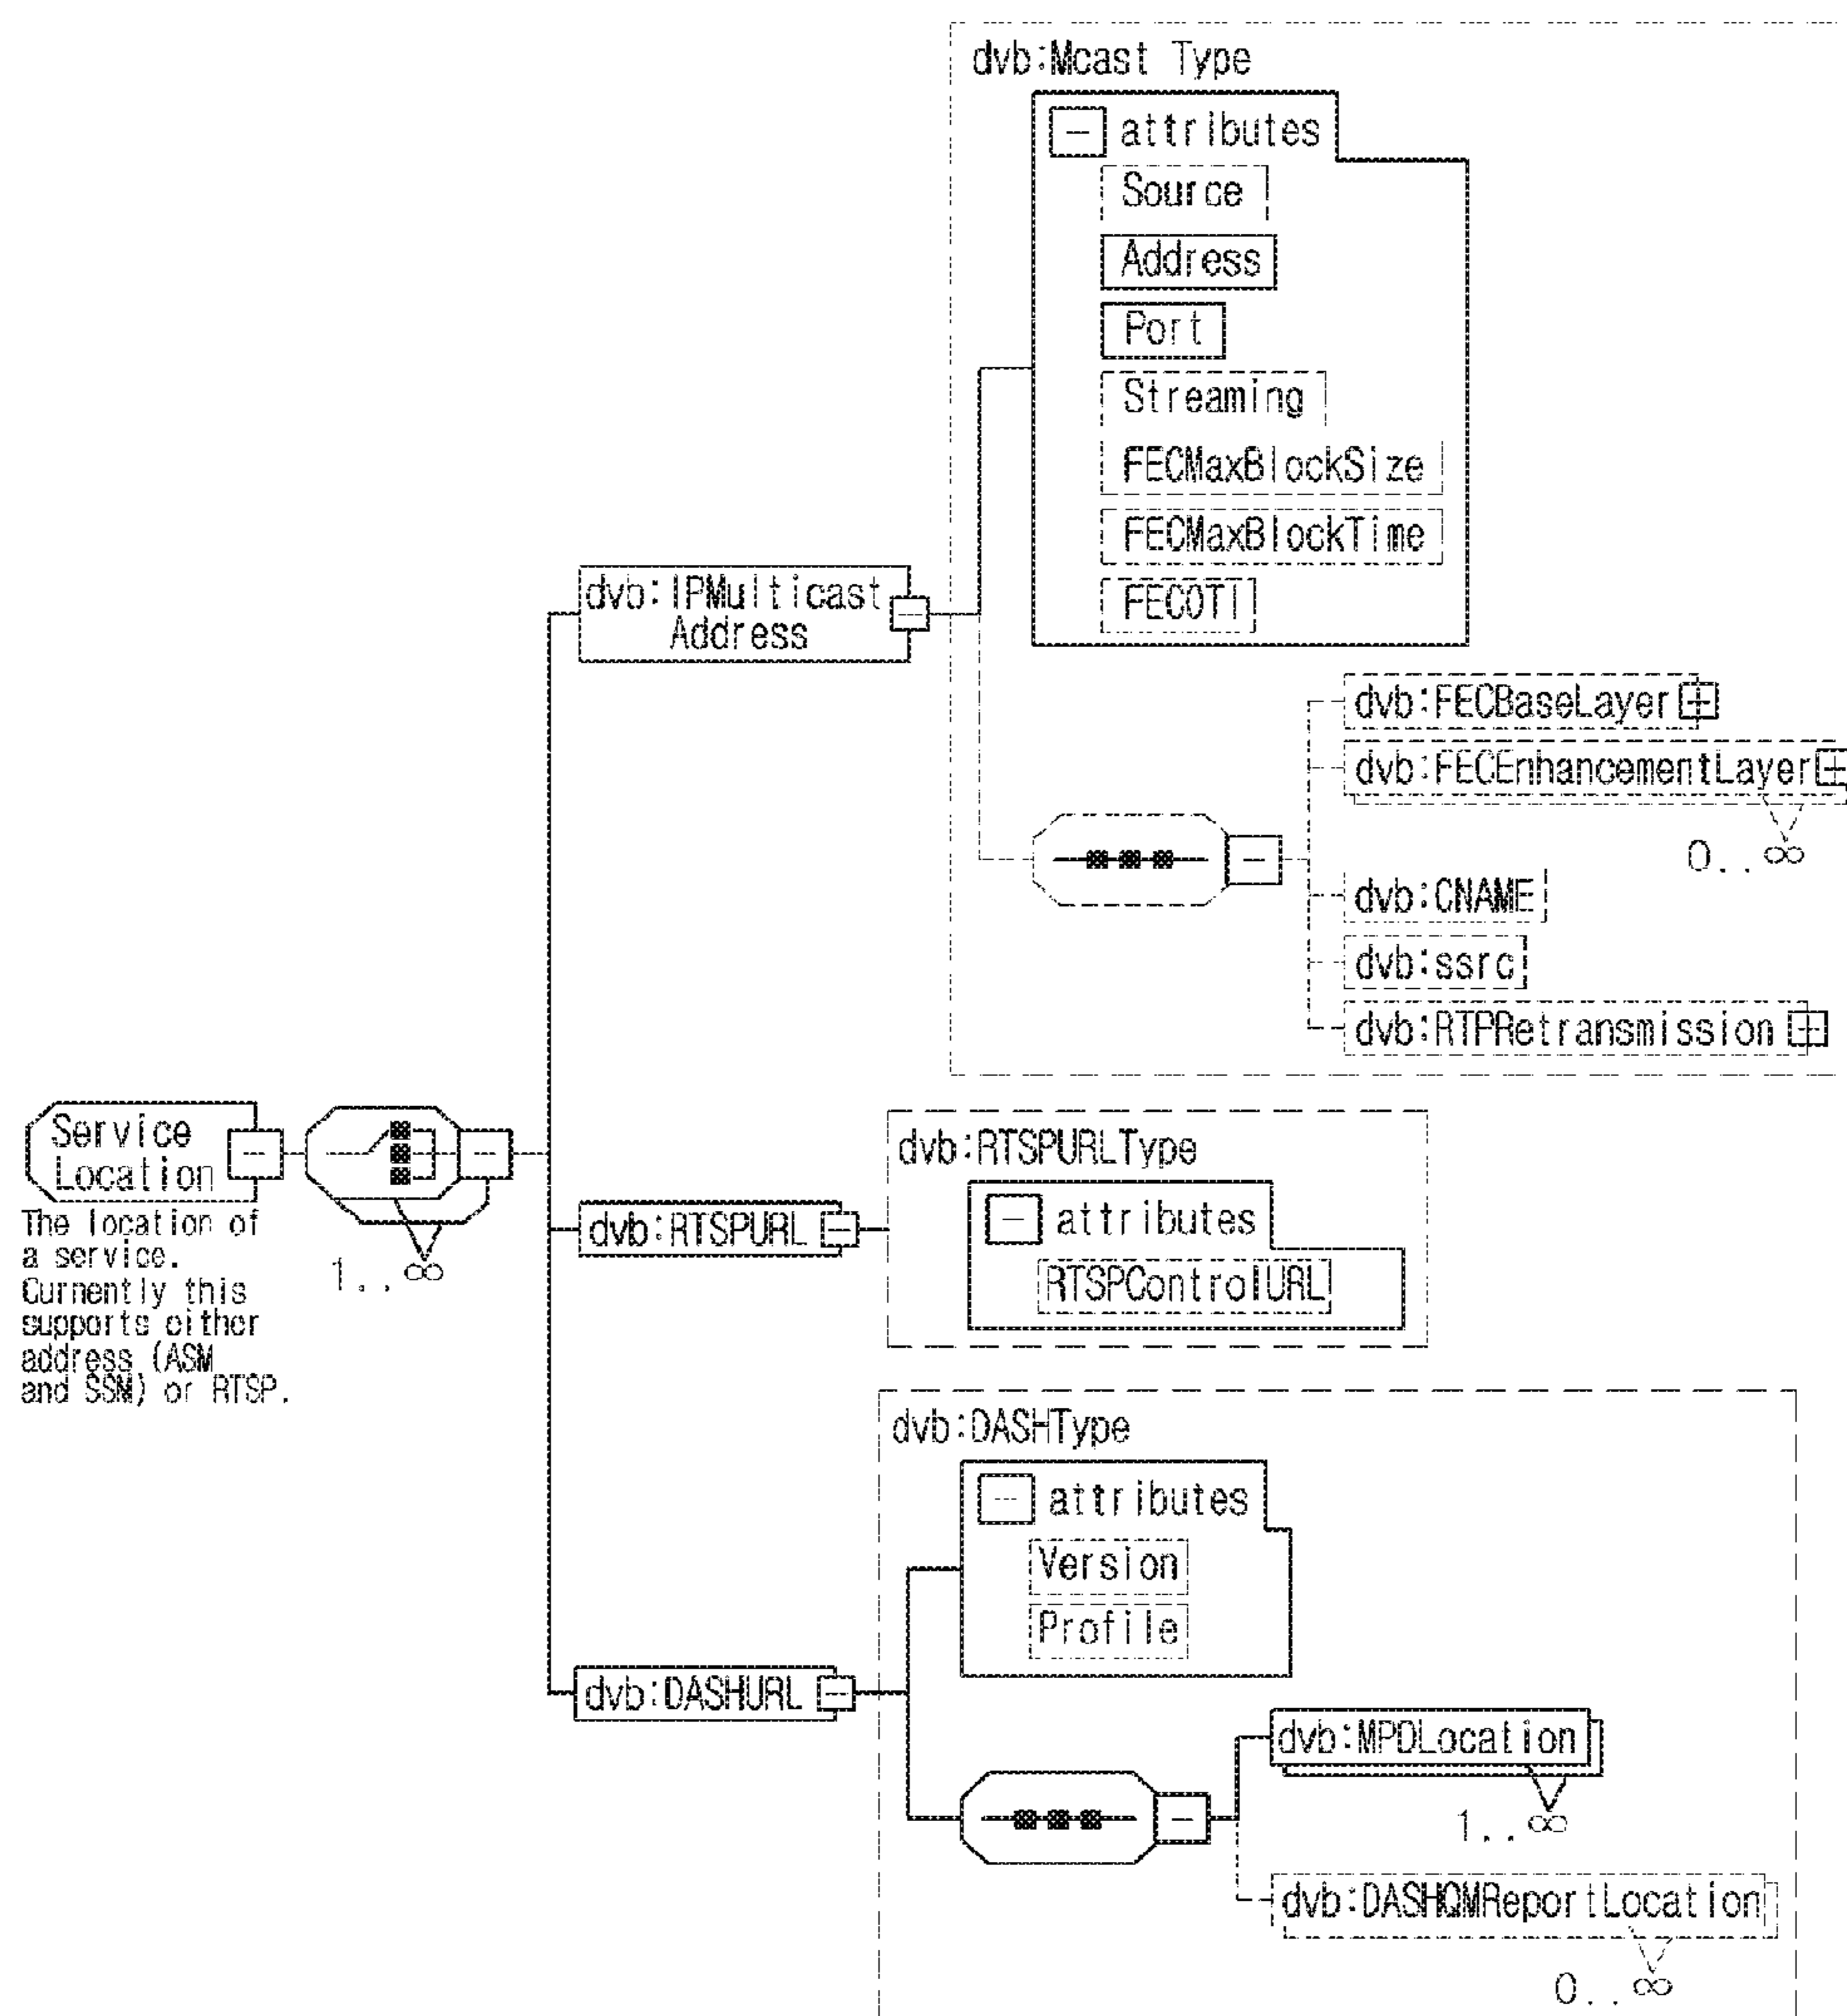 dvb:Mcast Type
attributes
Source
Address
Port
Streaming
FECMaxBlockSize
FECMaxBlockTime
FECOTI
dvb:IPMulticast
Address
dvb:FECBaseLayer
dvb:FECEnhancementLayer
0..∞
dvb:CNAME
dvb:ssrc
dvb:RTPRetransmission
Service
Location
The location of
a service.
Currently this
supports either
address (ASM
and SSM) or RTSP.
1..∞
dvb:RTSPURL
dvb:RTSPURLType
attributes
RTSPControlURL
dvb:DASHType
attributes
Version
Profile
dvb:DASHURL
dvb:MPDLocation
1..∞
dvb:DASHQMReportLocation
0..∞